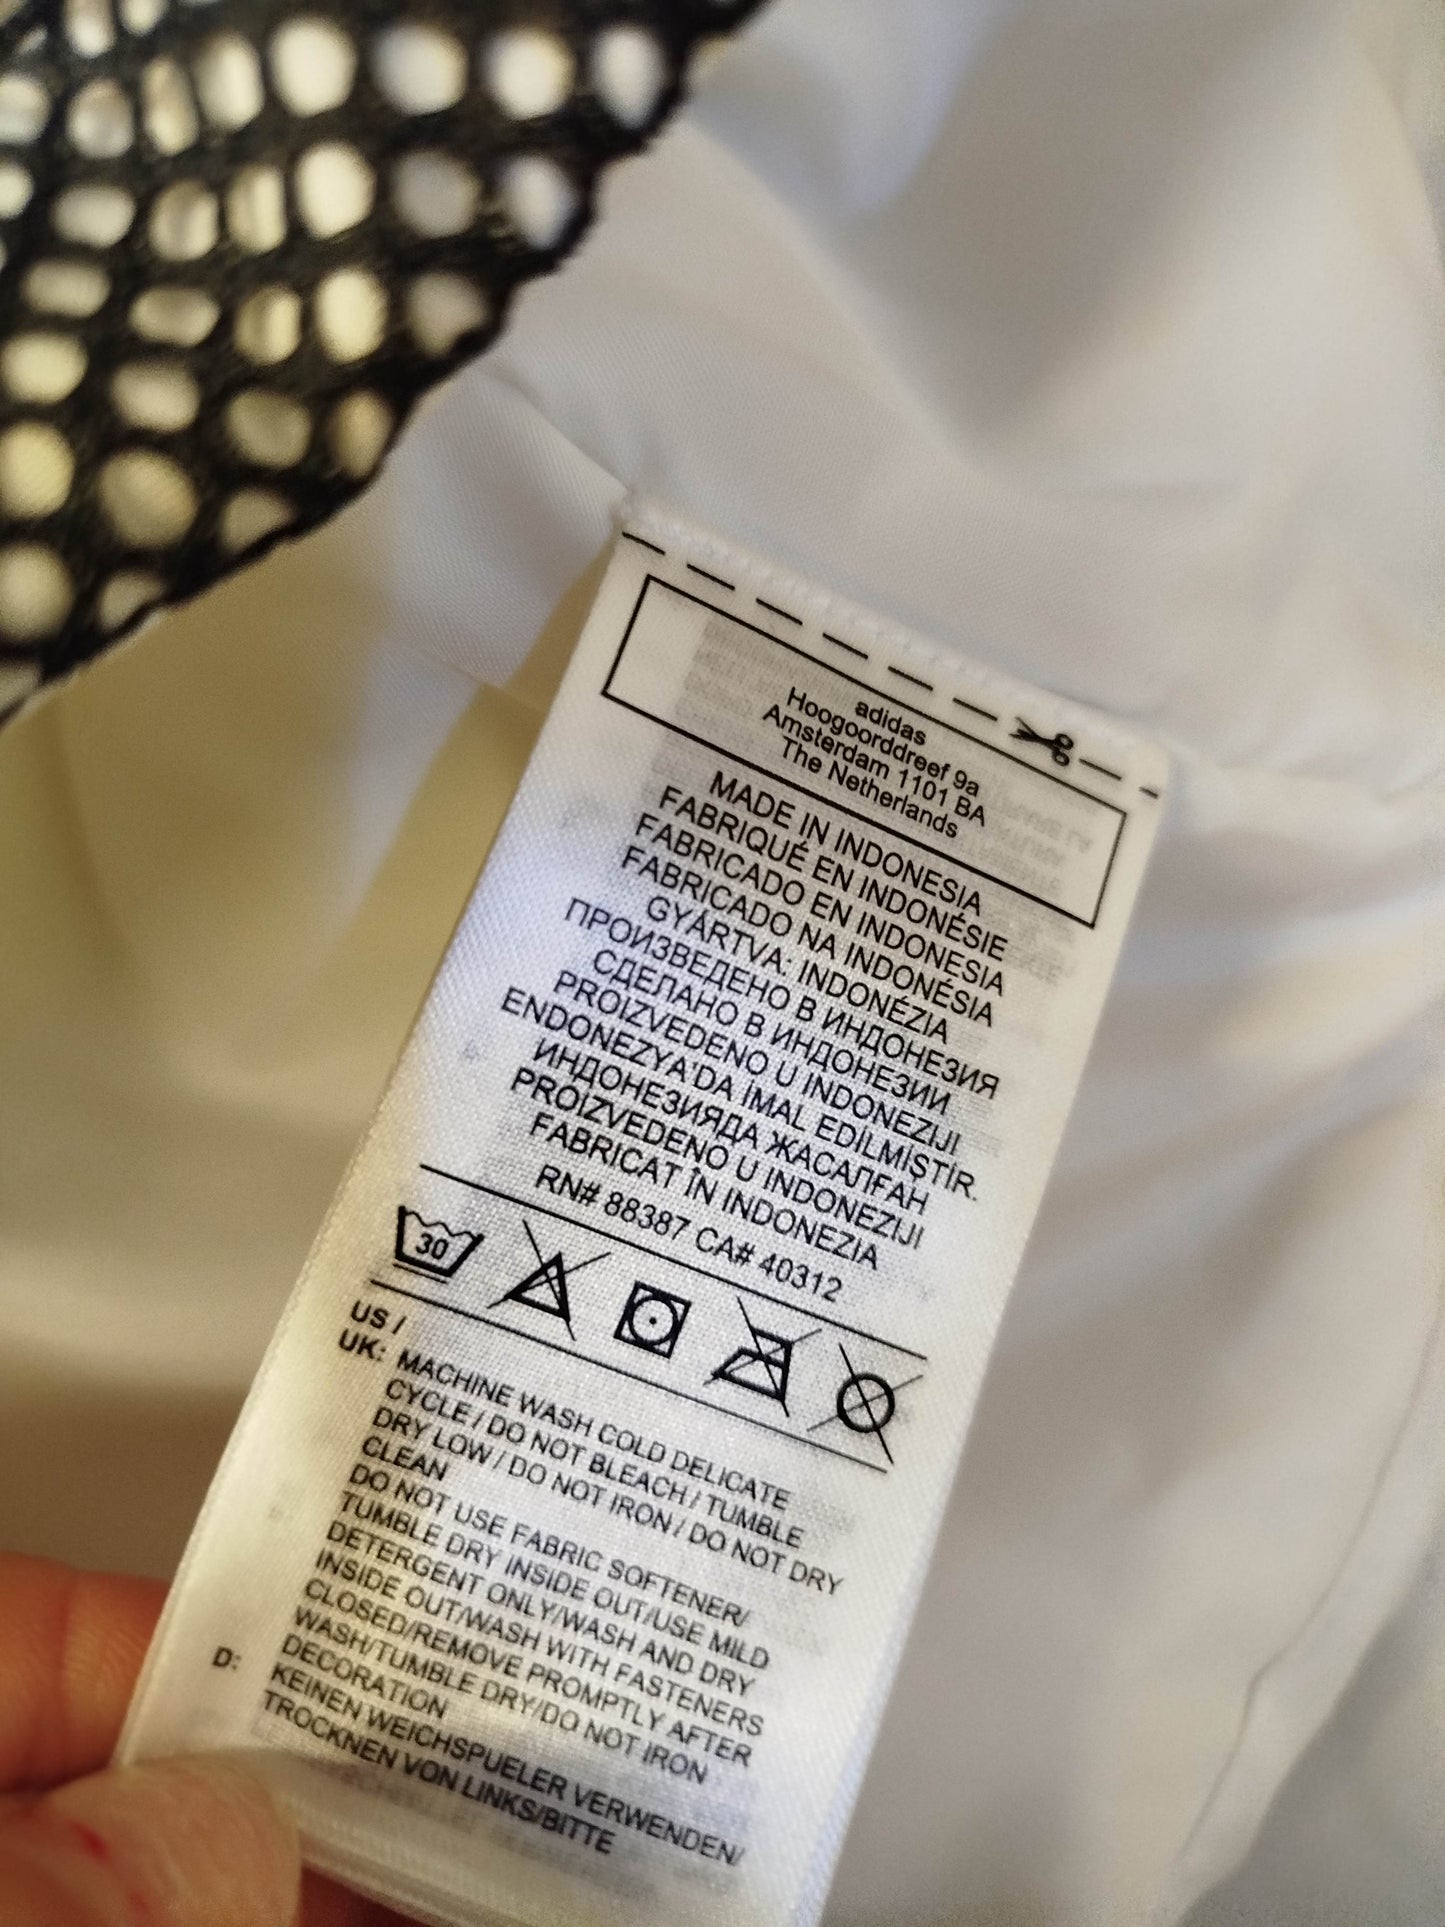 adidas
Hoogoorddreef 9a
Amsterdam 1101 BA
The Netherlands
MADE IN INDONESIA
FABRIQUÉ EN INDONÉSIE
FABRICADO EN INDONESIA
FABRICADO NA INDONÉSIA
GYÁRTVA: INDONÉZIA
ПРОИЗВЕДЕНО В ИНДОНЕЗИЯ
СДЕЛАНО В ИНДОНЕЗИИ
PROIZVEDENO U INDONEZIJI
ENDONEZYA'DA İMAL EDİLMİŞTİR.
ИНДОНЕЗИЯДА ЖАСАЛҒАН
PROIZVEDENO U INDONEZIJI
FABRICAT ÎN INDONEZIA
RN# 88387 CA# 40312
30
US /
UK: MACHINE WASH COLD DELICATE
CYCLE / DO NOT BLEACH / TUMBLE
DRY LOW / DO NOT IRON / DO NOT DRY
CLEAN
DO NOT USE FABRIC SOFTENER/
TUMBLE DRY INSIDE OUT/USE MILD
DETERGENT ONLY/WASH AND DRY
INSIDE OUT/WASH WITH FASTENERS
CLOSED/REMOVE PROMPTLY AFTER
WASH/TUMBLE DRY/DO NOT IRON
DECORATION
D: KEINEN WEICHSPUELER VERWENDEN/
TROCKNEN VON LINKS/BITTE